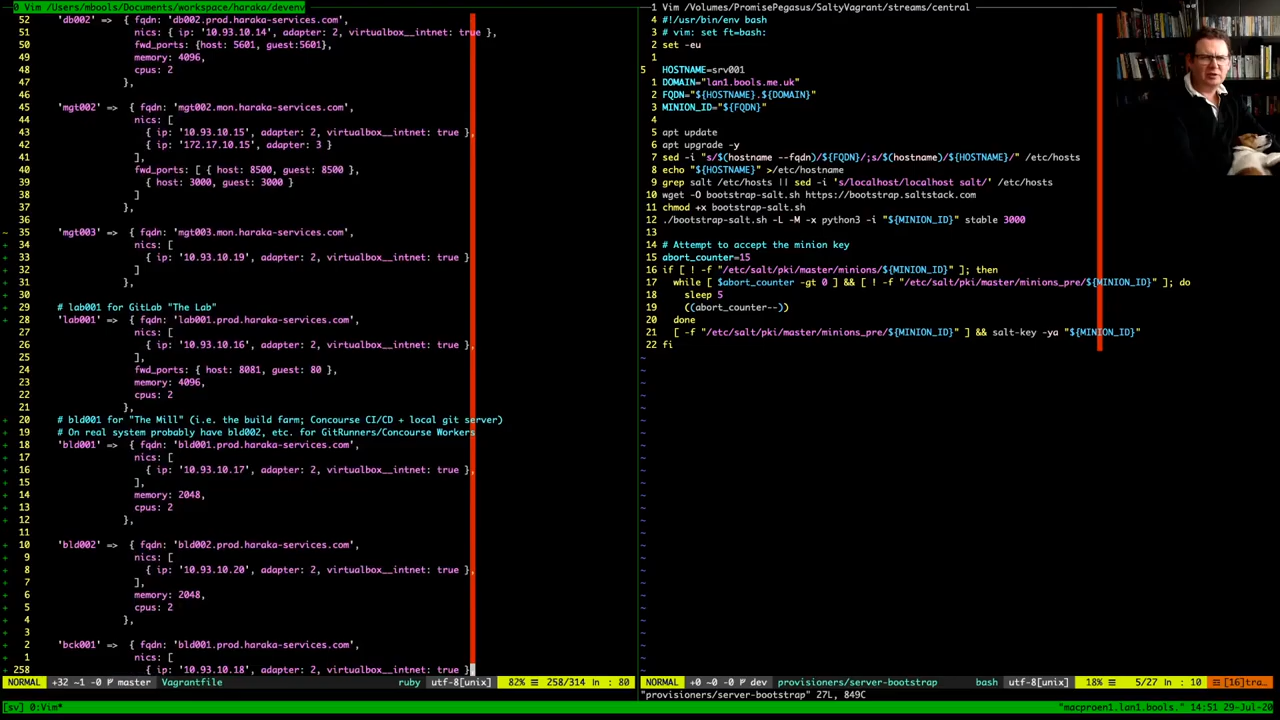 0 Vim /Users/mbools/Documents/workspace/haraka/devenv
52 'db002' => { fqdn: 'db002.prod.haraka-services.com',
51 nics: { ip: '10.93.10.14', adapter: 2, virtualbox__intnet: true },
50 fwd_ports: {host: 5601, guest:5601},
49 memory: 4096,
48 cpus: 2
47 },
46
45 'mgt002' => { fqdn: 'mgt002.mon.haraka-services.com',
44 nics: [
43 { ip: '10.93.10.15', adapter: 2, virtualbox__intnet: true },
42 { ip: '172.17.10.15', adapter: 3 }
41 ],
40 fwd_ports: [ { host: 8500, guest: 8500 },
39 { host: 3000, guest: 3000 }
38 ]
37 },
36
~ 35 'mgt003' => { fqdn: 'mgt003.mon.haraka-services.com',
+ 34 nics: [
+ 33 { ip: '10.93.10.19', adapter: 2, virtualbox__intnet: true }
+ 32 ]
+ 31 },
+ 30
+ 29 # lab001 for GitLab "The Lab"
+ 28 'lab001' => { fqdn: 'lab001.prod.haraka-services.com',
27 nics: [
26 { ip: '10.93.10.16', adapter: 2, virtualbox__intnet: true },
25 ],
24 fwd_ports: { host: 8081, guest: 80 },
23 memory: 4096,
22 cpus: 2
21 },
+ 20 # bld001 for "The Mill" (i.e. the build farm; Concourse CI/CD + local git server)
+ 19 # On real system probably have bld002, etc. for GitRunners/Concourse Workers
+ 18 'bld001' => { fqdn: 'bld001.prod.haraka-services.com',
+ 17 nics: [
+ 16 { ip: '10.93.10.17', adapter: 2, virtualbox__intnet: true },
+ 15 ],
+ 14 memory: 2048,
+ 13 cpus: 2
+ 12 },
11
+ 10 'bld002' => { fqdn: 'bld002.prod.haraka-services.com',
+ 9 nics: [
+ 8 { ip: '10.93.10.20', adapter: 2, virtualbox__intnet: true },
+ 7 ],
+ 6 memory: 2048,
+ 5 cpus: 2
+ 4 },
+ 3
+ 2 'bck001' => { fqdn: 'bld001.prod.haraka-services.com',
+ 1 nics: [
+ 258 { ip: '10.93.10.18', adapter: 2, virtualbox__intnet: true }
NORMAL +32 ~1 -0 master Vagrantfile ruby utf-8[unix] 82% 258/314 ln : 80
1 Vim /Volumes/PromisePegasus/SaltyVagrant/streams/central
4 #!/usr/bin/env bash
3 # vim: set ft=bash:
2 set -eu
1
5 HOSTNAME=srv001
1 DOMAIN="lan1.bools.me.uk"
2 FQDN="${HOSTNAME}.${DOMAIN}"
3 MINION_ID="${FQDN}"
4
5 apt update
6 apt upgrade -y
7 sed -i "s/$(hostname --fqdn)/${FQDN}/;s/$(hostname)/${HOSTNAME}/" /etc/hosts
8 echo "${HOSTNAME}" >/etc/hostname
9 grep salt /etc/hosts || sed -i 's/localhost/localhost salt/' /etc/hosts
10 wget -O bootstrap-salt.sh https://bootstrap.saltstack.com
11 chmod +x bootstrap-salt.sh
12 ./bootstrap-salt.sh -L -M -x python3 -i "${MINION_ID}" stable 3000
13
14 # Attempt to accept the minion key
15 abort_counter=15
16 if [ ! -f "/etc/salt/pki/master/minions/${MINION_ID}" ]; then
17 while [ $abort_counter -gt 0 ] && [ ! -f "/etc/salt/pki/master/minions_pre/${MINION_ID}" ]; do
18 sleep 5
19 ((abort_counter--))
20 done
21 [ -f "/etc/salt/pki/master/minions_pre/${MINION_ID}" ] && salt-key -ya "${MINION_ID}"
22 fi
NORMAL +0 ~0 -0 dev provisioners/server-bootstrap bash utf-8[unix] 18% 5/27 ln : 10 [16]tra…
"provisioners/server-bootstrap" 27L, 849C
[sv] 0:Vim* "macproen1.lan1.bools." 14:51 29-Jul-20